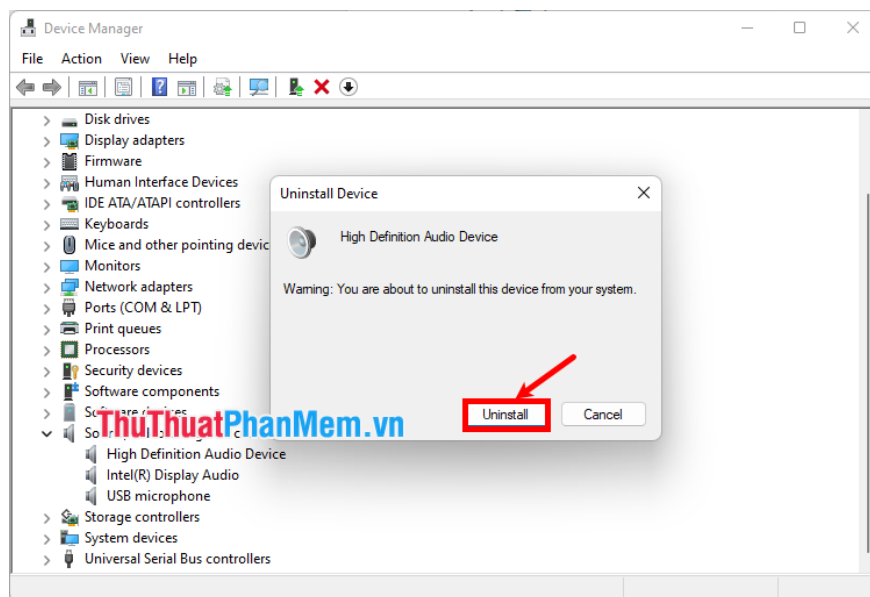 Device Manager
File Action View Help
Disk drives
Display adapters
Firmware
Human Interface Devices
IDE ATA/ATAPI controllers
Keyboards
Mice and other pointing devic
Monitors
Network adapters
Ports (COM & LPT)
Print queues
Processors
Security devices
Software components
High Definition Audio Device
Intel(R) Display Audio
USB microphone
Storage controllers
System devices
Universal Serial Bus controllers
Uninstall Device
High Definition Audio Device
Warning: You are about to uninstall this device from your system.
Uninstall Cancel
ThuThuatPhanMem.vn